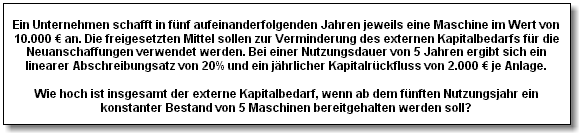 Ein Unternehmen schafft in fünf aufeinanderfolgenden Jahren jeweils eine Maschine im Wert von
10.000 € an. Die freigesetzten Mittel sollen zur Verminderung des externen Kapitalbedarfs für die
Neuanschaffungen verwendet werden. Bei einer Nutzungsdauer von 5 Jahren ergibt sich ein
linearer Abschreibungsatz von 20% und ein jährlicher Kapitalrückfluss von 2.000 € je Anlage.
Wie hoch ist insgesamt der externe Kapitalbedarf, wenn ab dem fünften Nutzungsjahr ein
konstanter Bestand von 5 Maschinen bereitgehalten werden soll?